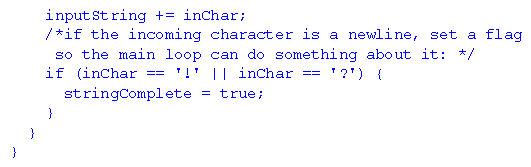 inputString += inChar;
/*if the incoming character is a newline, set a flag
so the main loop can do something about it: */
if (inChar == '!' || inChar == '?') {
stringComplete = true;
}
}
}